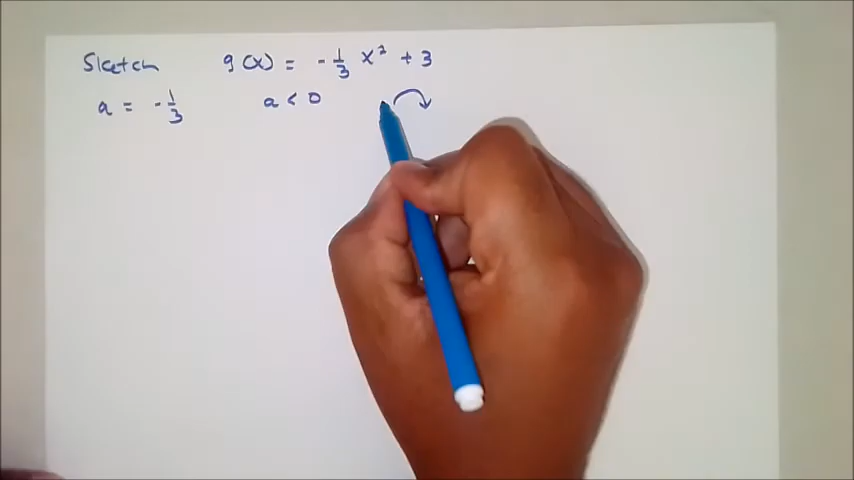 Sketch g(x) = -1/3 x² + 3
a = -1/3 a < 0